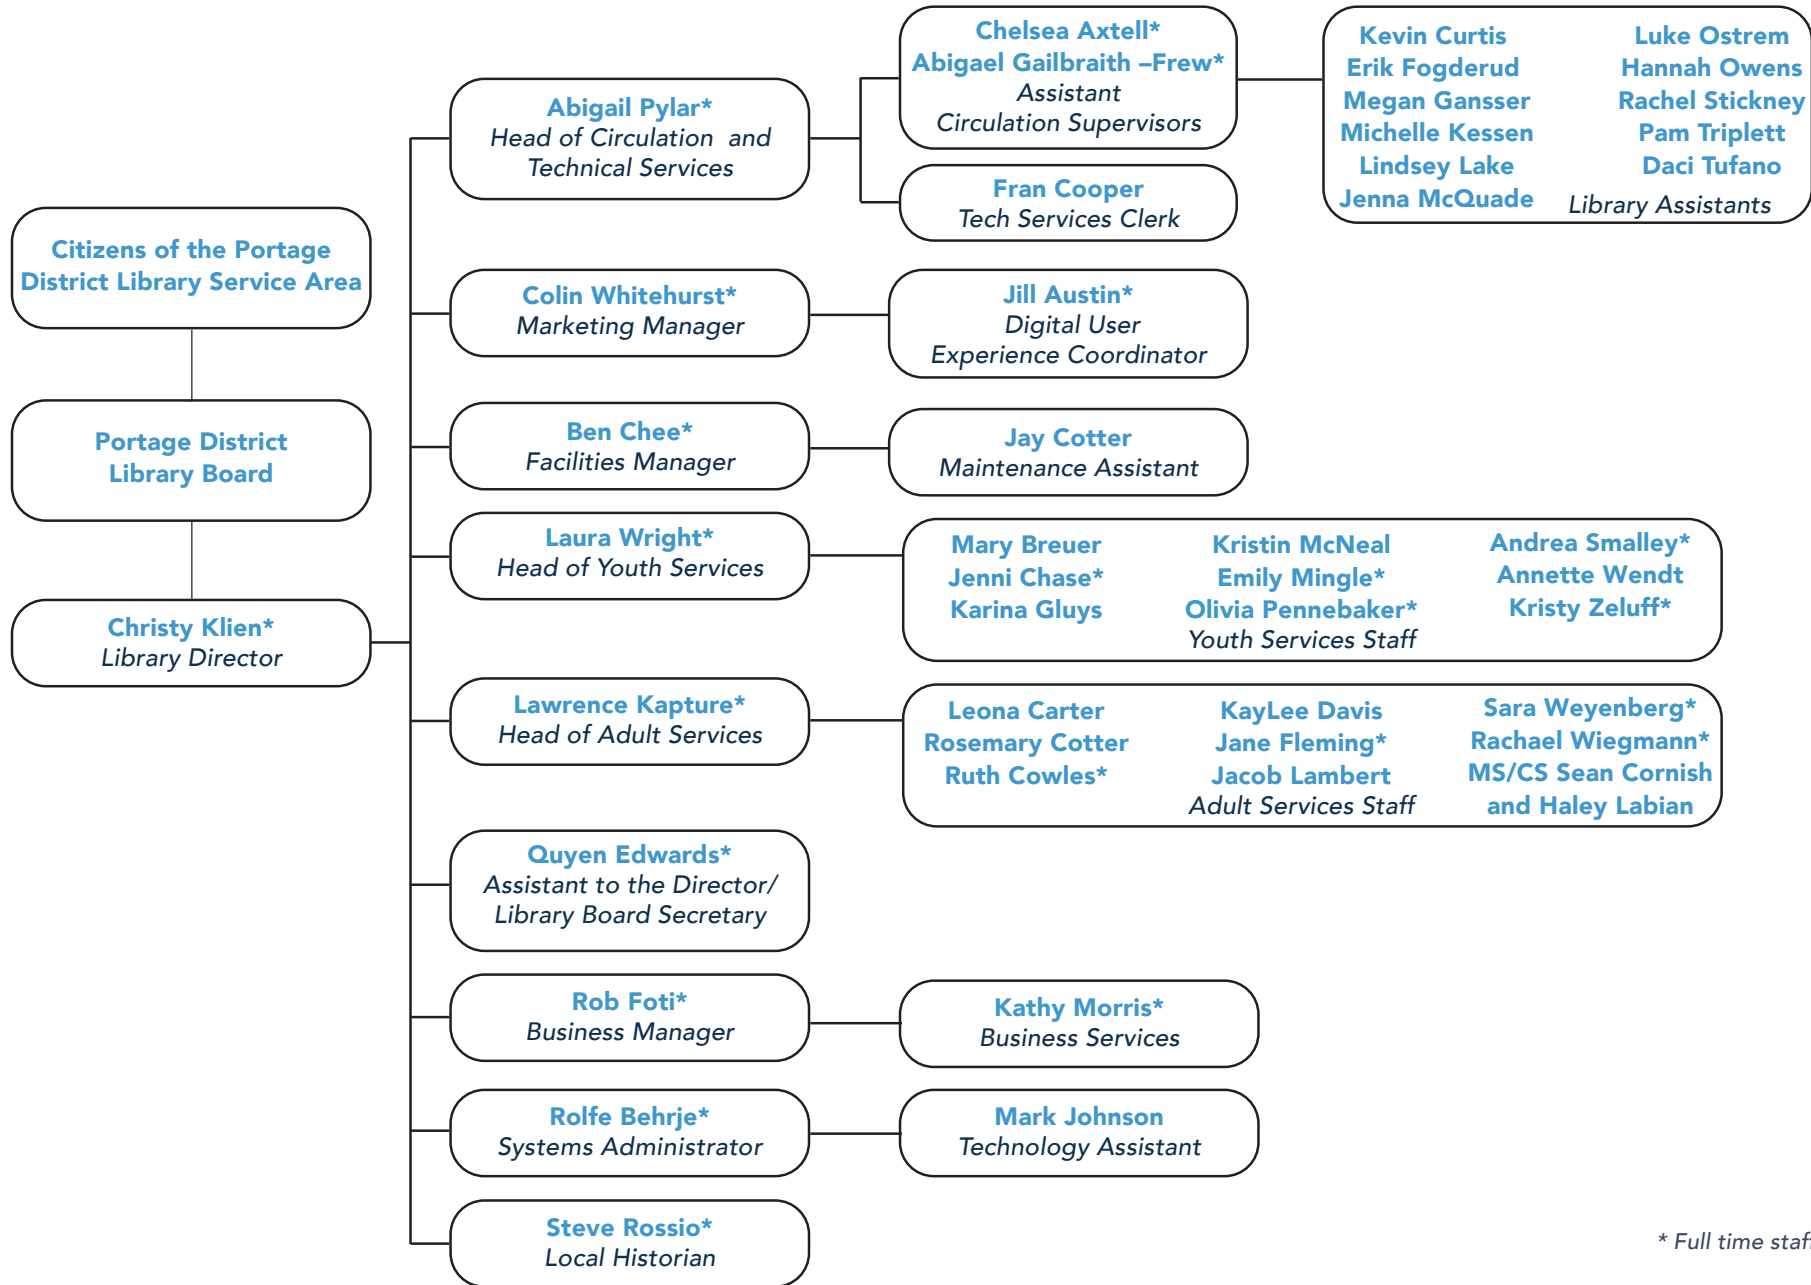 Citizens of the Portage
District Library Service Area
Portage District
Library Board
Christy Klien*
Library Director
Abigail Pylar*
Head of Circulation and
Technical Services
Chelsea Axtell*
Abigael Gailbraith –Frew*
Assistant
Circulation Supervisors
Kevin Curtis
Erik Fogderud
Megan Gansser
Michelle Kessen
Lindsey Lake
Jenna McQuade
Luke Ostrem
Hannah Owens
Rachel Stickney
Pam Triplett
Daci Tufano
Library Assistants
Fran Cooper
Tech Services Clerk
Colin Whitehurst*
Marketing Manager
Jill Austin*
Digital User
Experience Coordinator
Ben Chee*
Facilities Manager
Jay Cotter
Maintenance Assistant
Laura Wright*
Head of Youth Services
Mary Breuer
Jenni Chase*
Karina Gluys
Kristin McNeal
Emily Mingle*
Olivia Pennebaker*
Youth Services Staff
Andrea Smalley*
Annette Wendt
Kristy Zeluff*
Lawrence Kapture*
Head of Adult Services
Leona Carter
Rosemary Cotter
Ruth Cowles*
KayLee Davis
Jane Fleming*
Jacob Lambert
Adult Services Staff
Sara Weyenberg*
Rachael Wiegmann*
MS/CS Sean Cornish
and Haley Labian
Quyen Edwards*
Assistant to the Director/
Library Board Secretary
Rob Foti*
Business Manager
Kathy Morris*
Business Services
Rolfe Behrje*
Systems Administrator
Mark Johnson
Technology Assistant
Steve Rossio*
Local Historian
* Full time staff